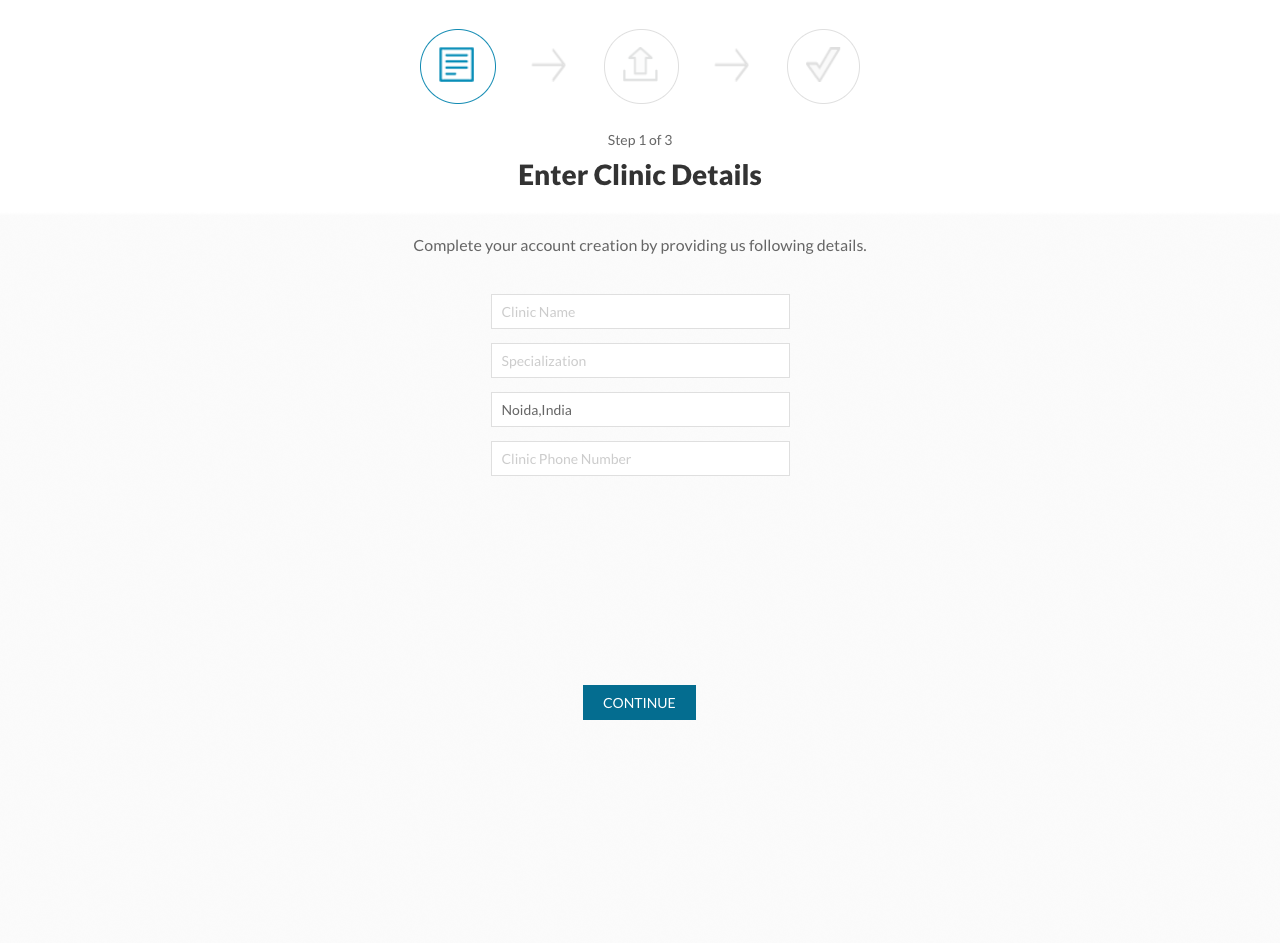 Step 1 of 3
Enter Clinic Details
Complete your account creation by providing us following details.
Clinic Name
Specialization
Noida,India
Clinic Phone Number
CONTINUE